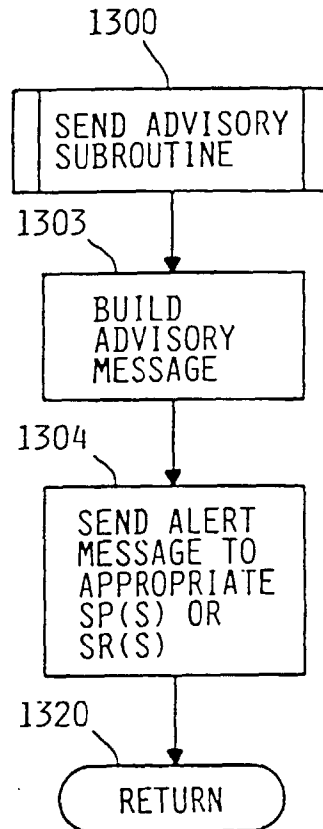 1300
SEND ADVISORY
SUBROUTINE
1303
BUILD
ADVISORY
MESSAGE
1304
SEND ALERT
MESSAGE TO
APPROPRIATE
SP(S) OR
SR(S)
1320
RETURN